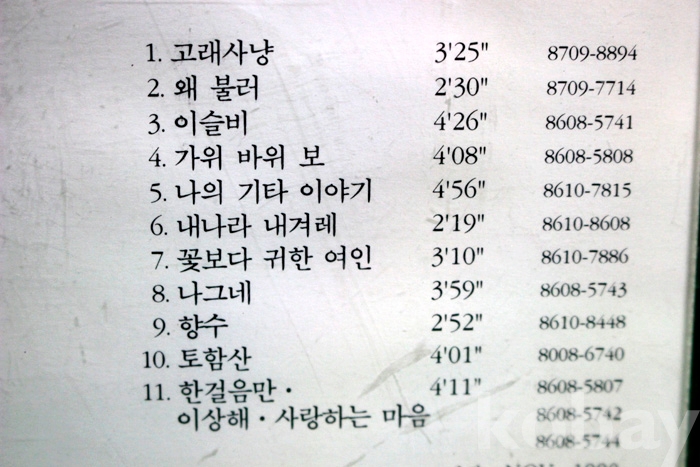 1. 고래사냥 3'25" 8709-8894
2. 왜 불러 2'30" 8709-7714
3. 이슬비 4'26" 8608-5741
4. 가위 바위 보 4'08" 8608-5808
5. 나의 기타 이야기 4'56" 8610-7815
6. 내나라 내겨레 2'19" 8610-8608
7. 꽃보다 귀한 여인 3'10" 8610-7886
8. 나그네 3'59" 8608-5743
9. 향수 2'52" 8610-8448
10. 토함산 4'01" 8008-6740
11. 한걸음만· 4'11" 8608-5807
이상해·사랑하는 마음 8608-5742
8608-5744
kobay